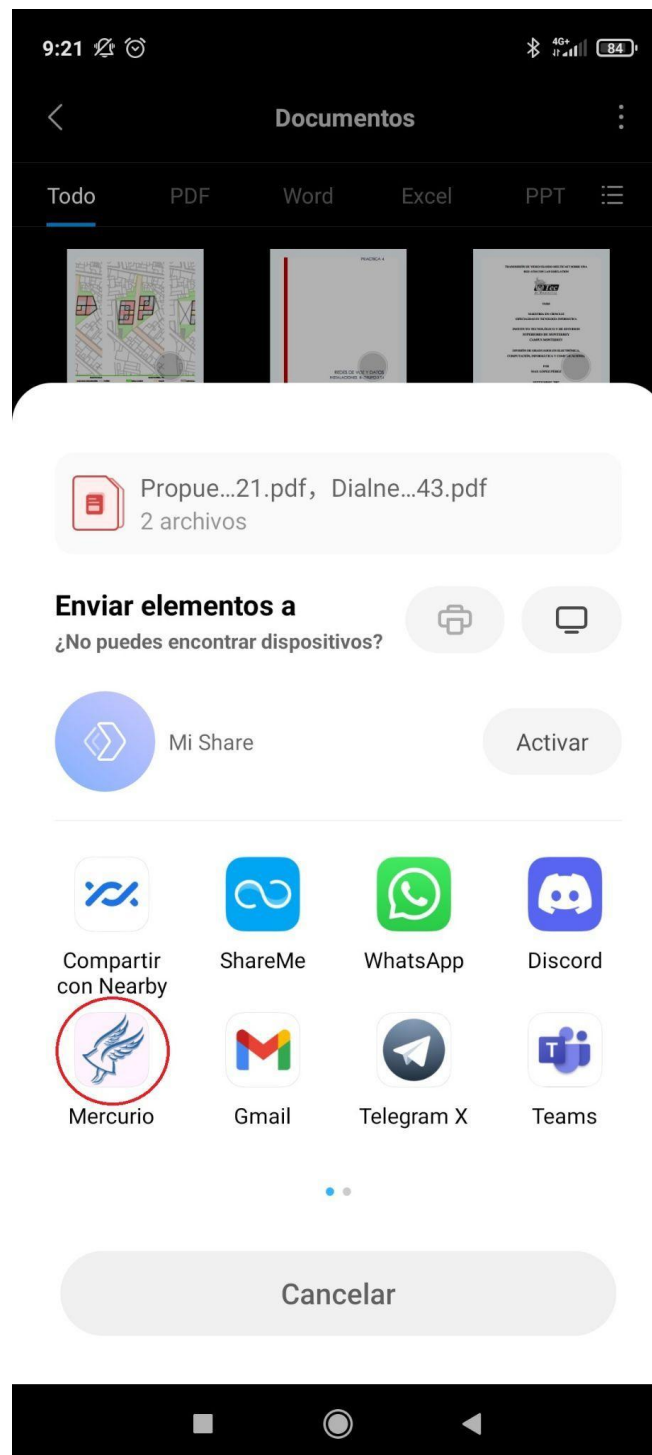 9:21
4G+
84
Documentos
Todo PDF Word Excel PPT
PRÁCTICA 4
Propue...21.pdf, Dialne...43.pdf
2 archivos
Enviar elementos a
¿No puedes encontrar dispositivos?
Mi Share
Activar
Compartir con Nearby
ShareMe
WhatsApp
Discord
Mercurio
Gmail
Telegram X
T
Teams
Cancelar